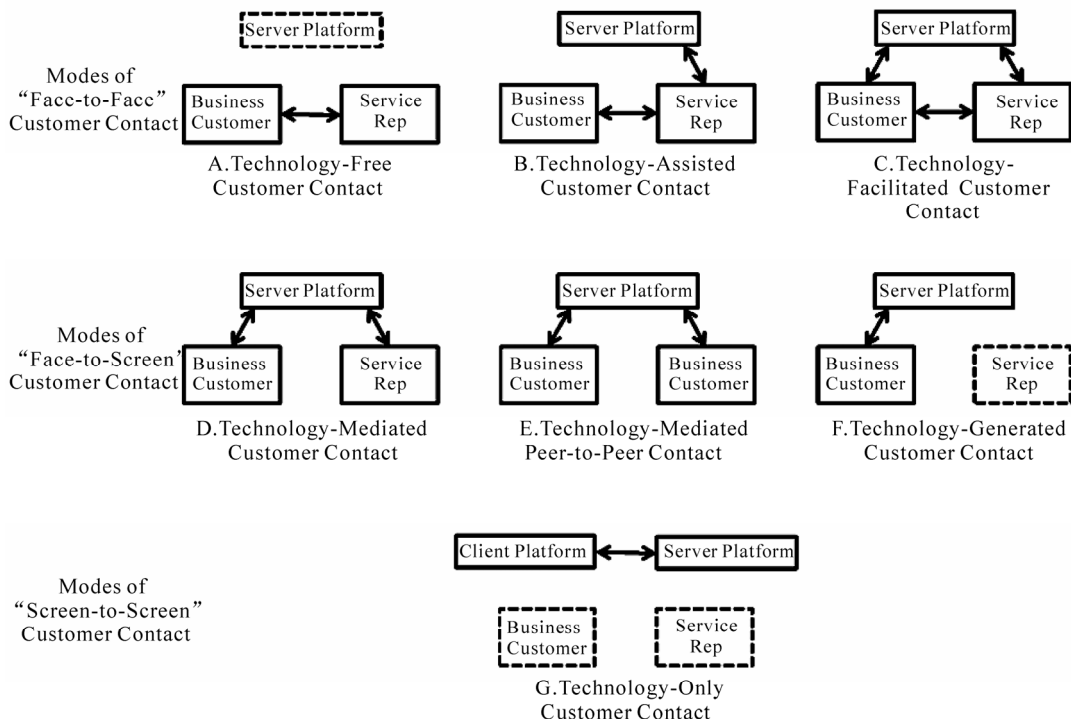 Server Platform
Server Platform
Server Platform
Modes of
“Facc-to-Facc”
Customer Contact
Business
Customer
Service
Rep
Business
Customer
Service
Rep
Business
Customer
Service
Rep
A.Technology-Free
Customer Contact
B.Technology-Assisted
Customer Contact
C.Technology-
Facilitated Customer
Contact
Server Platform
Server Platform
Server Platform
Modes of
“Face-to-Screen’
Customer Contact
Business
Customer
Service
Rep
Business
Customer
Business
Customer
Business
Customer
Service
Rep
D.Technology-Mediated
Customer Contact
E.Technology-Mediated
Peer-to-Peer Contact
F.Technology-Generated
Customer Contact
Client Platform
Server Platform
Modes of
“Screen-to-Screen”
Customer Contact
Business
Customer
Service
Rep
G.Technology-Only
Customer Contact